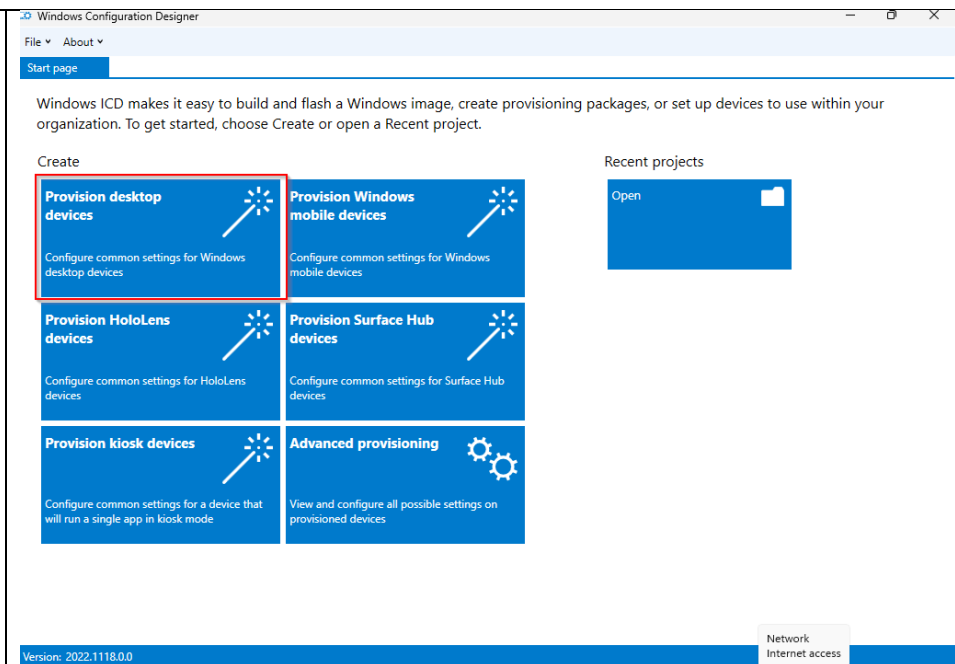 Windows Configuration Designer
File About
Start page
Windows ICD makes it easy to build and flash a Windows image, create provisioning packages, or set up devices to use within your
organization. To get started, choose Create or open a Recent project.
Create
Provision desktop
devices
Configure common settings for Windows
desktop devices
Provision Windows
mobile devices
Configure common settings for Windows
mobile devices
Provision HoloLens
devices
Configure common settings for HoloLens
devices
Provision Surface Hub
devices
Configure common settings for Surface Hub
devices
Provision kiosk devices
Configure common settings for a device that
will run a single app in kiosk mode
Advanced provisioning
View and configure all possible settings on
provisioned devices
Recent projects
Open
Version: 2022.1118.0.0
Network
Internet access